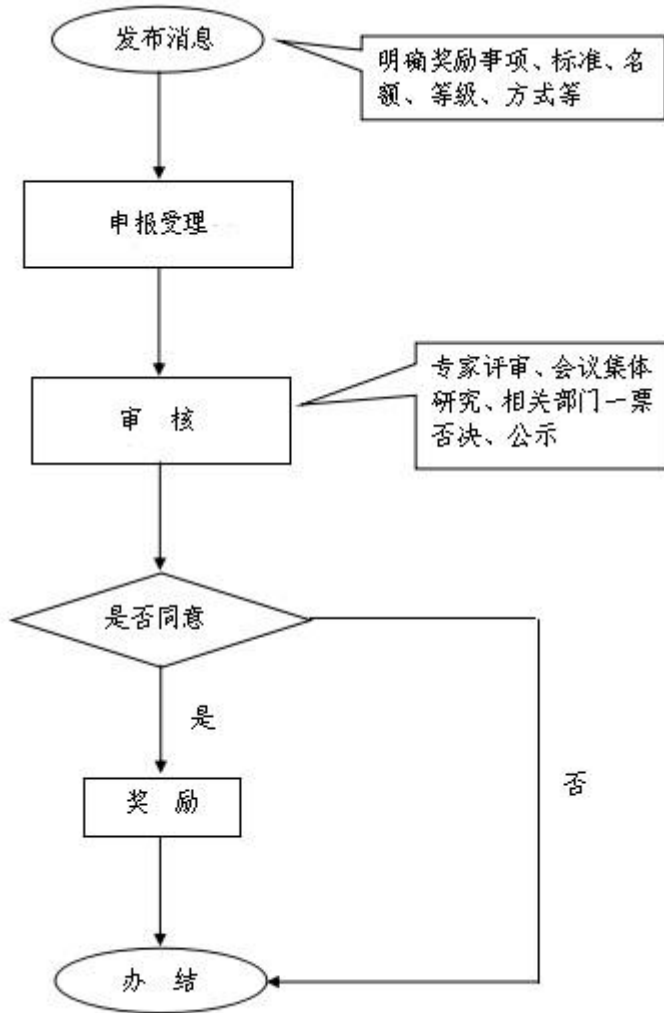 发布消息
明确奖励事项、标准、名
额、等级、方式等
申报受理
专家评审、会议集体
研究、相关部门一票
否决、公示
审 核
是否同意
是
否
奖 励
办 结